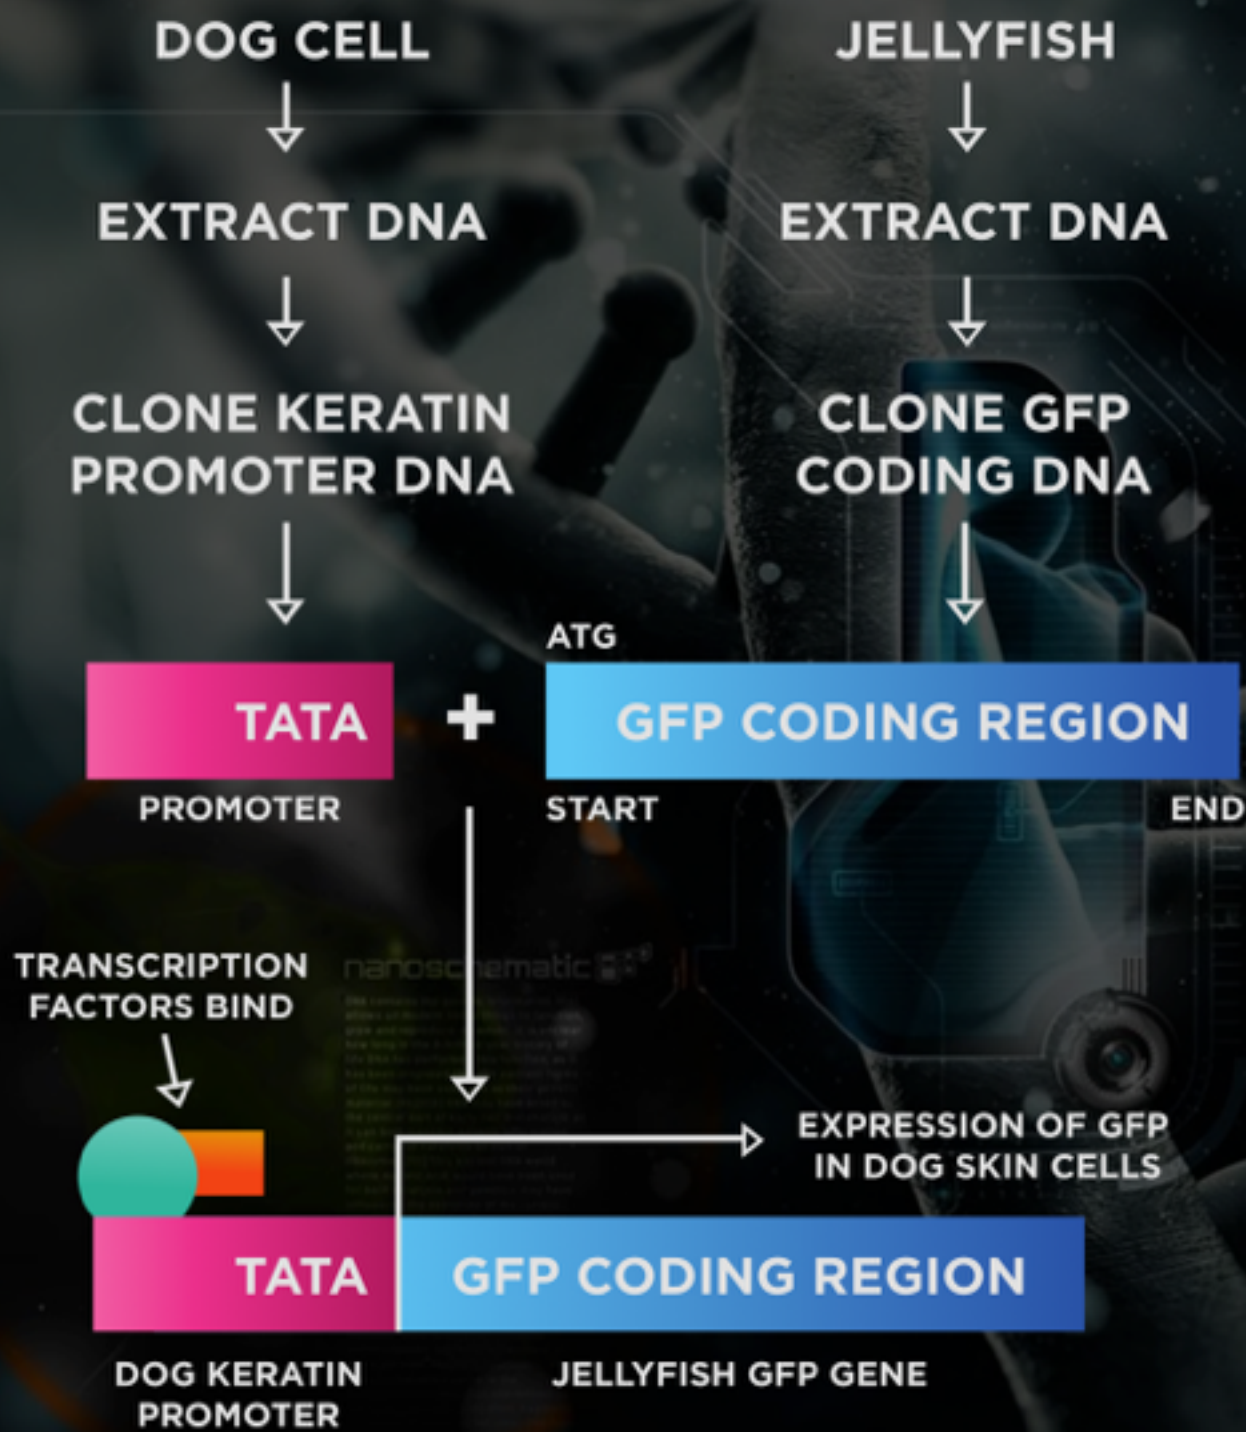 DOG CELL
JELLYFISH
EXTRACT DNA
EXTRACT DNA
CLONE KERATIN
PROMOTER DNA
CLONE GFP
CODING DNA
ATG
TATA
+
GFP CODING REGION
PROMOTER
START
END
TRANSCRIPTION
FACTORS BIND
nanoschematic
EXPRESSION OF GFP
IN DOG SKIN CELLS
TATA
GFP CODING REGION
DOG KERATIN
PROMOTER
JELLYFISH GFP GENE